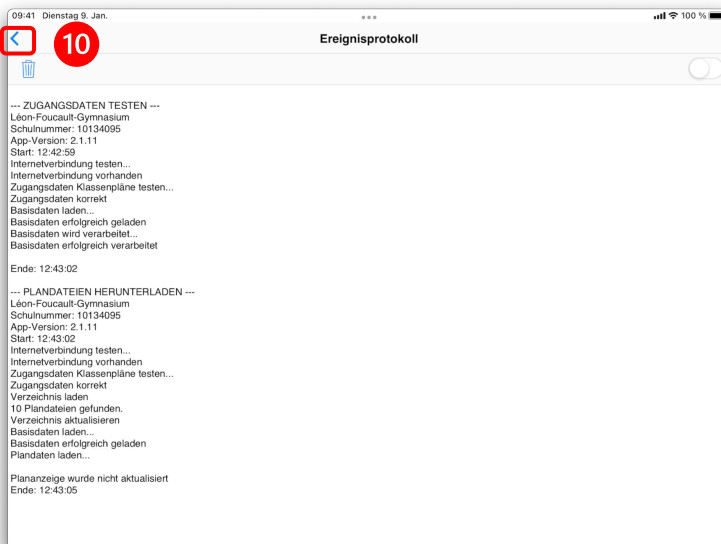 09:41 Dienstag 9. Jan.
100 %
10
Ereignisprotokoll
--- ZUGANGSDATEN TESTEN ---
Léon-Foucault-Gymnasium
Schulnummer: 10134095
App-Version: 2.1.11
Start: 12:42:59
Internetverbindung testen...
Internetverbindung vorhanden
Zugangsdaten Klassenpläne testen...
Zugangsdaten korrekt
Basisdaten laden...
Basisdaten erfolgreich geladen
Basisdaten wird verarbeitet...
Basisdaten erfolgreich verarbeitet
Ende: 12:43:02
--- PLANDATEIEN HERUNTERLADEN ---
Léon-Foucault-Gymnasium
Schulnummer: 10134095
App-Version: 2.1.11
Start: 12:43:02
Internetverbindung testen...
Internetverbindung vorhanden
Zugangsdaten Klassenpläne testen...
Zugangsdaten korrekt
Verzeichnis laden
10 Plandateien gefunden.
Verzeichnis aktualisieren
Basisdaten laden...
Basisdaten erfolgreich geladen
Plandaten laden...
Plananzeige wurde nicht aktualisiert
Ende: 12:43:05